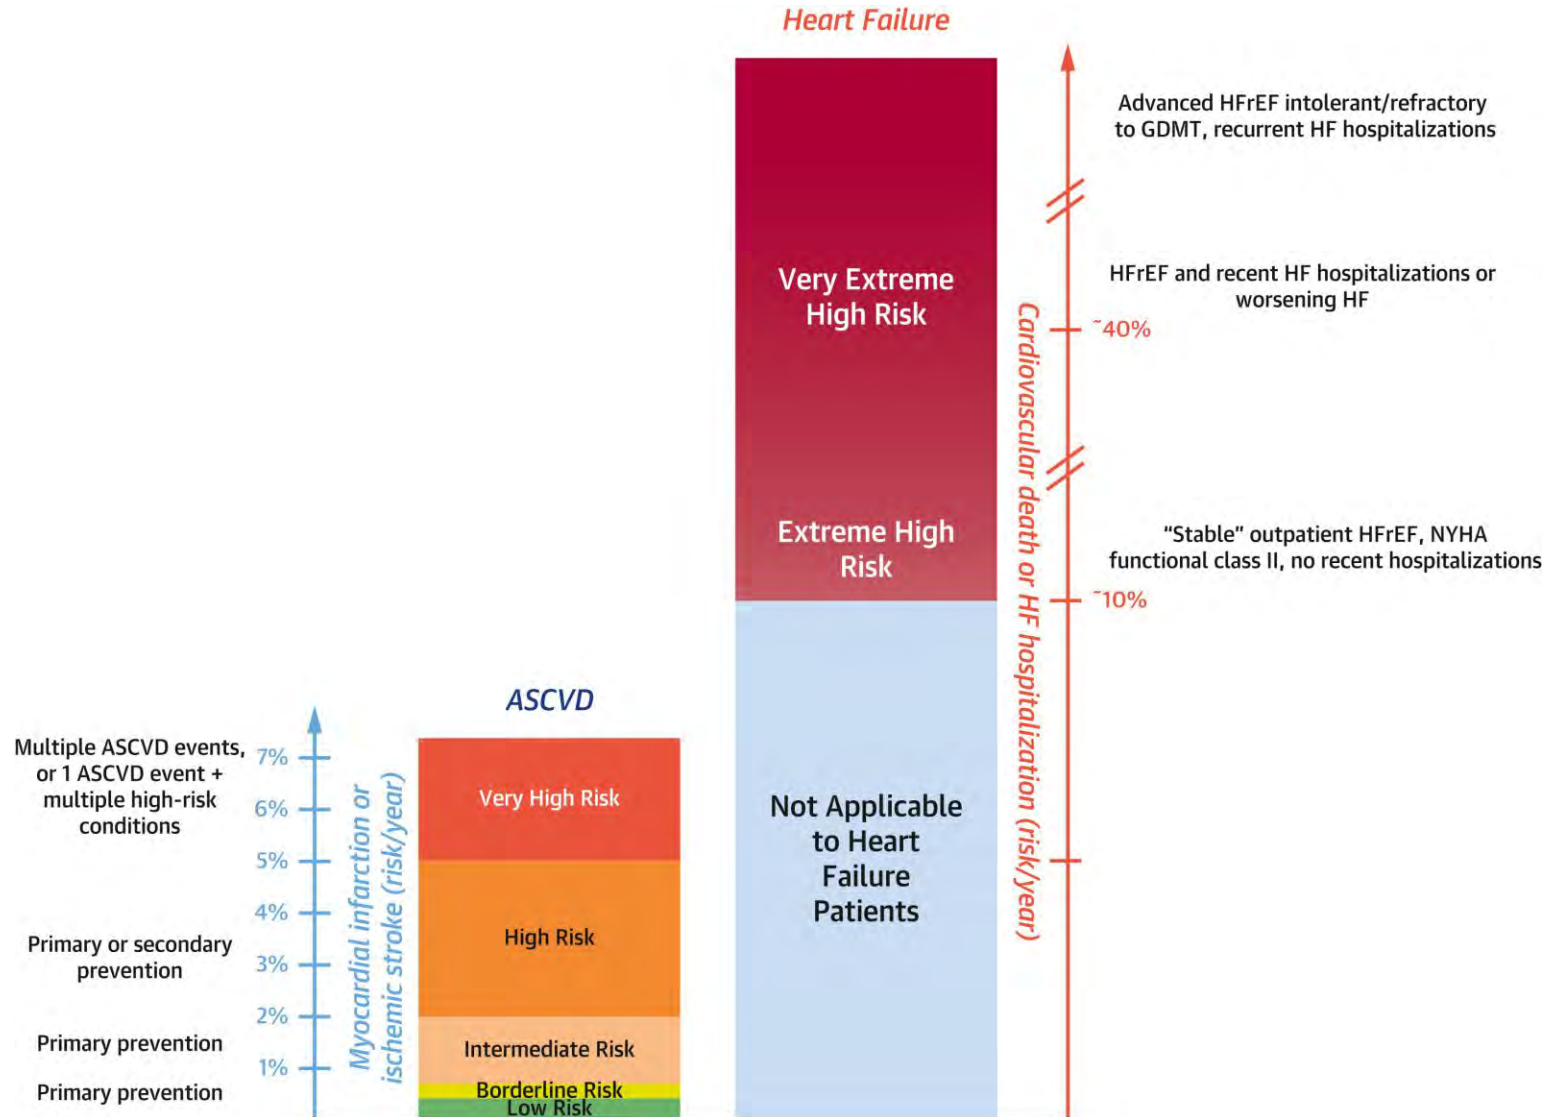 Heart Failure
Advanced HFrEF intolerant/refractory
to GDMT, recurrent HF hospitalizations
Very Extreme
High Risk
HFrEF and recent HF hospitalizations or
worsening HF
~40%
Cardiovascular death or HF hospitalization (risk/year)
Extreme High
Risk
"Stable" outpatient HFrEF, NYHA
functional class II, no recent hospitalizations
~10%
Not Applicable
to Heart
Failure
Patients
ASCVD
Multiple ASCVD events,
or 1 ASCVD event +
multiple high-risk
conditions
7%
6%
5%
4%
3%
2%
1%
Myocardial infarction or
ischemic stroke (risk/year)
Very High Risk
High Risk
Intermediate Risk
Borderline Risk
Low Risk
Primary or secondary
prevention
Primary prevention
Primary prevention